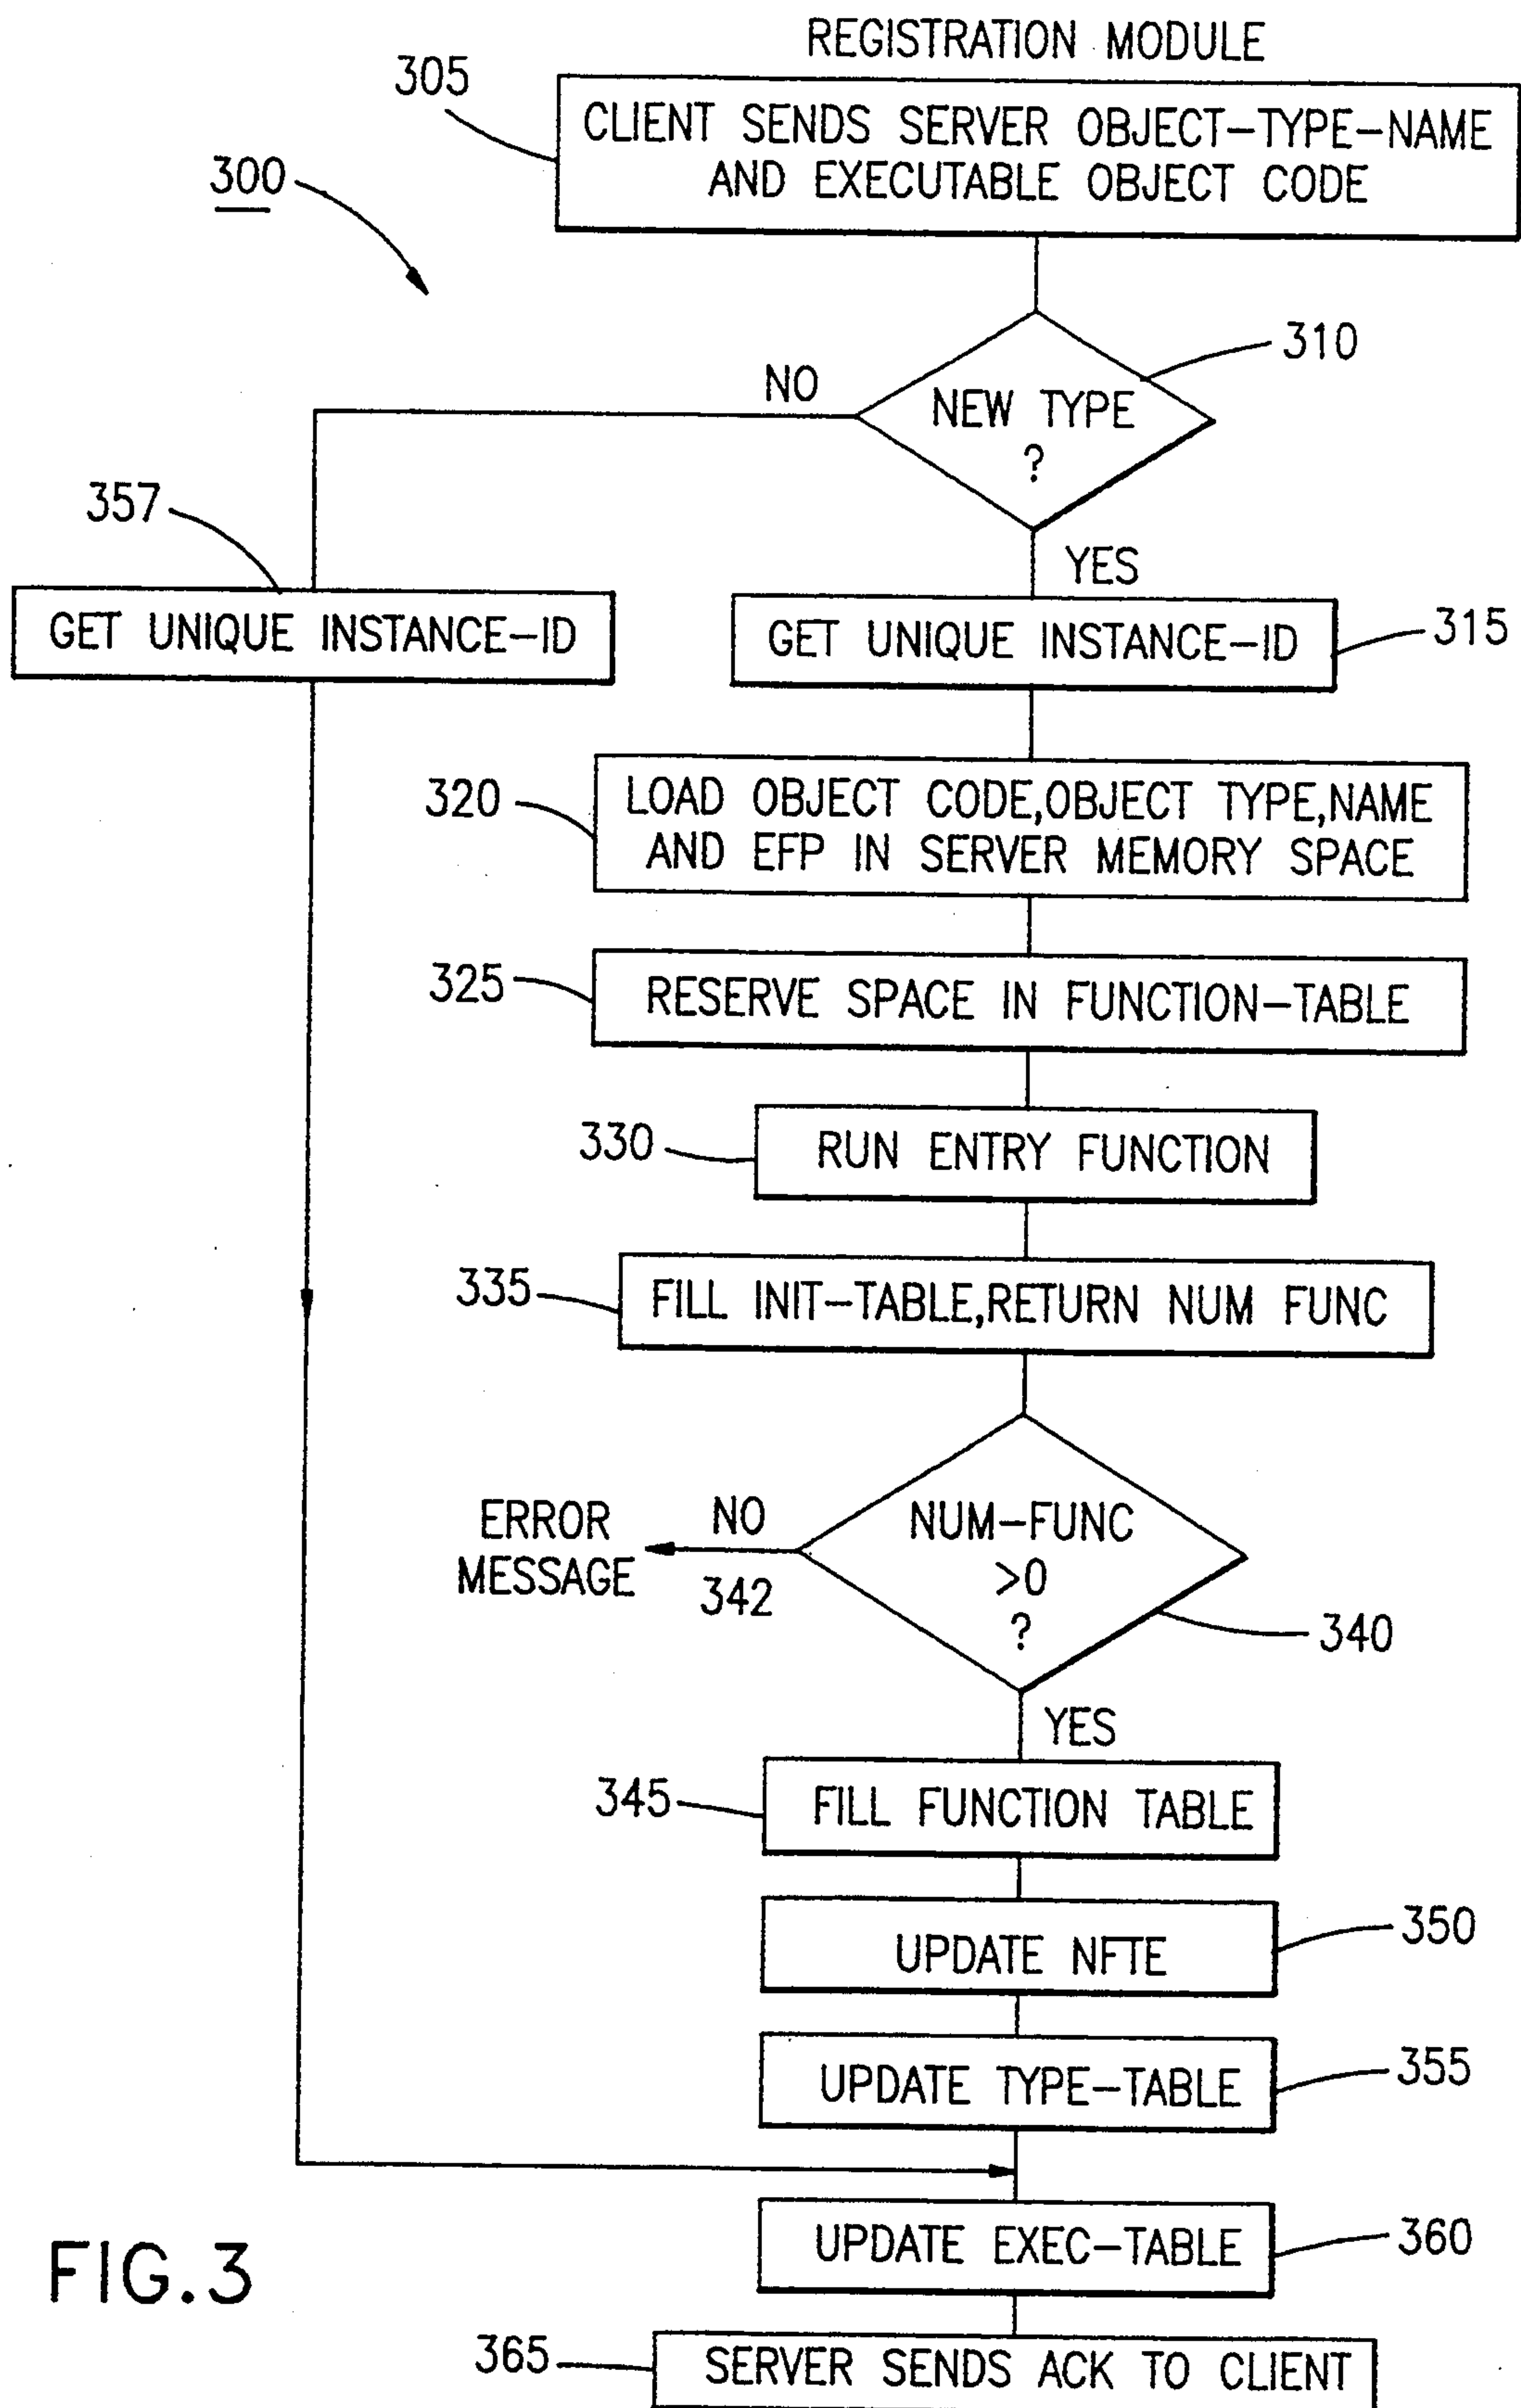 REGISTRATION MODULE
305
CLIENT SENDS SERVER OBJECT-TYPE-NAME
AND EXECUTABLE OBJECT CODE
300
310
NO
NEW TYPE
?
357
YES
GET UNIQUE INSTANCE-ID
GET UNIQUE INSTANCE-ID
315
320
LOAD OBJECT CODE,OBJECT TYPE,NAME
AND EFP IN SERVER MEMORY SPACE
325
RESERVE SPACE IN FUNCTION-TABLE
330
RUN ENTRY FUNCTION
335
FILL INIT-TABLE,RETURN NUM FUNC
ERROR
MESSAGE
NO
342
NUM-FUNC
>0
?
340
YES
345
FILL FUNCTION TABLE
350
UPDATE NFTE
355
UPDATE TYPE-TABLE
360
UPDATE EXEC-TABLE
FIG.3
365
SERVER SENDS ACK TO CLIENT